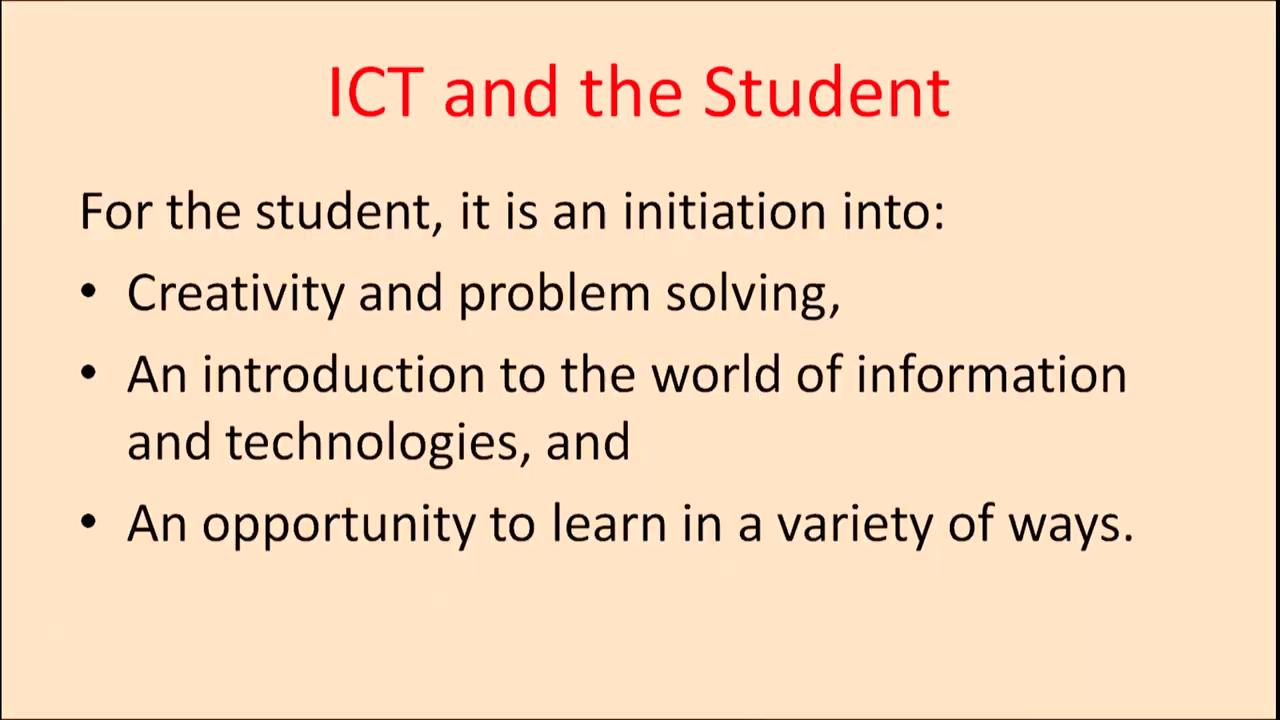 ICT and the Student
For the student, it is an initiation into:
• Creativity and problem solving,
• An introduction to the world of information
and technologies, and
• An opportunity to learn in a variety of ways.